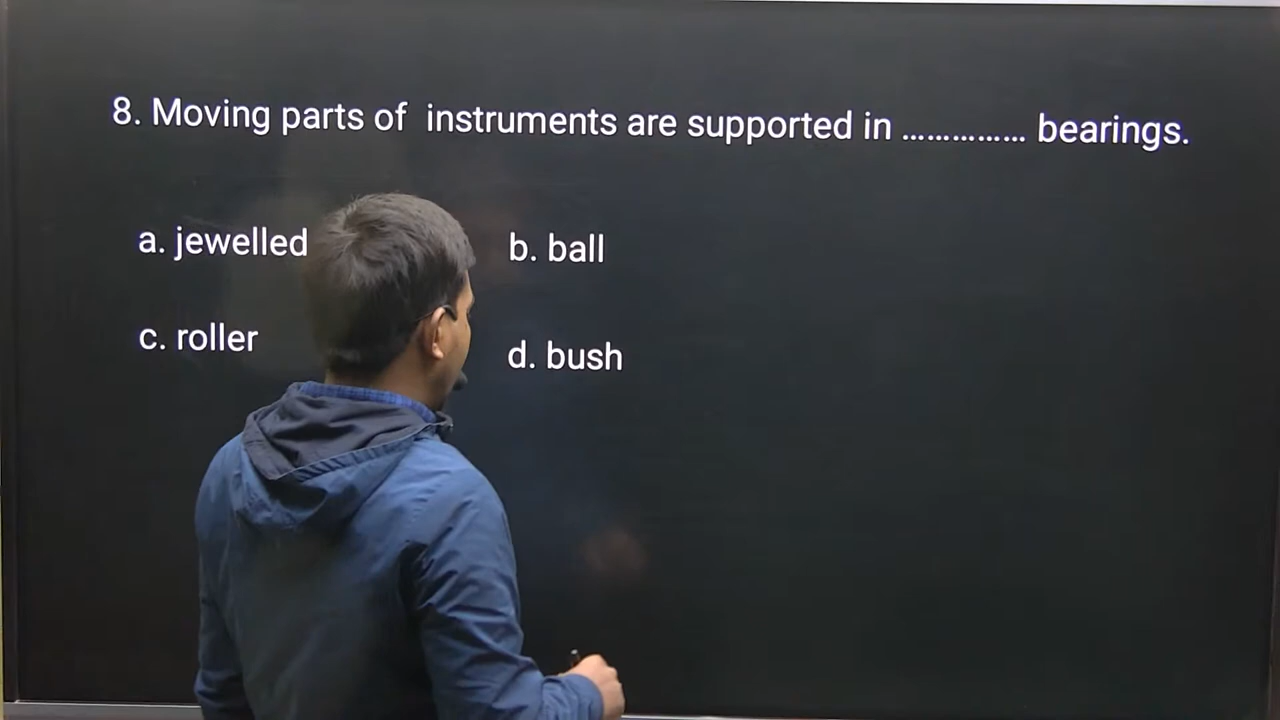 8. Moving parts of instruments are supported in …………… bearings.
a. jewelled
b. ball
c. roller
d. bush